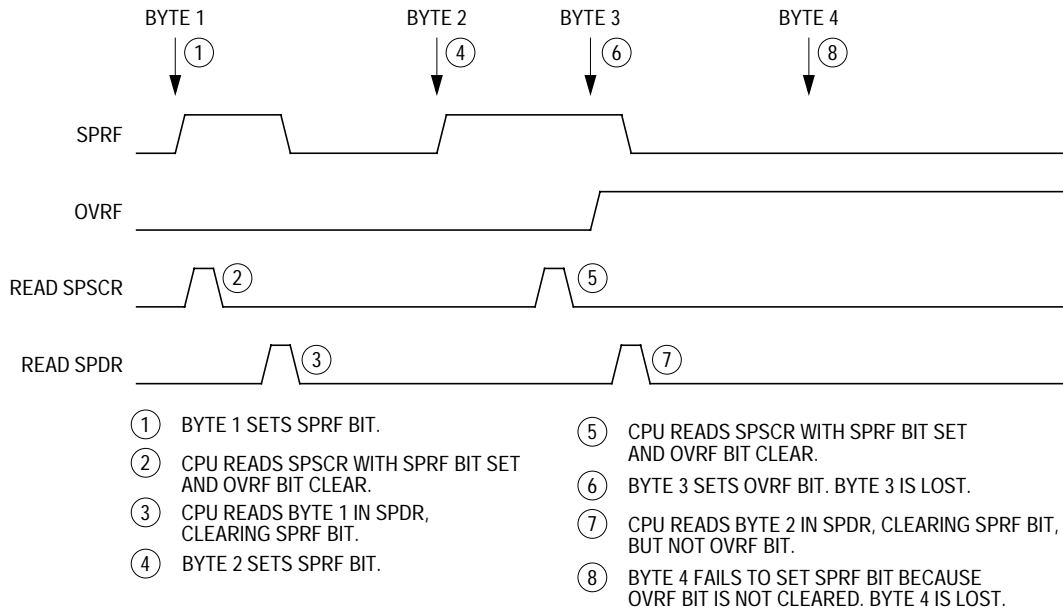 BYTE 1 BYTE 2 BYTE 3 BYTE 4
1 4 6 8
SPRF
OVRF
READ SPSCR 2 5
READ SPDR 3 7
1 BYTE 1 SETS SPRF BIT.
2 CPU READS SPSCR WITH SPRF BIT SET
AND OVRF BIT CLEAR.
3 CPU READS BYTE 1 IN SPDR,
CLEARING SPRF BIT.
4 BYTE 2 SETS SPRF BIT.
5 CPU READS SPSCR WITH SPRF BIT SET
AND OVRF BIT CLEAR.
6 BYTE 3 SETS OVRF BIT. BYTE 3 IS LOST.
7 CPU READS BYTE 2 IN SPDR, CLEARING SPRF BIT,
BUT NOT OVRF BIT.
8 BYTE 4 FAILS TO SET SPRF BIT BECAUSE
OVRF BIT IS NOT CLEARED. BYTE 4 IS LOST.